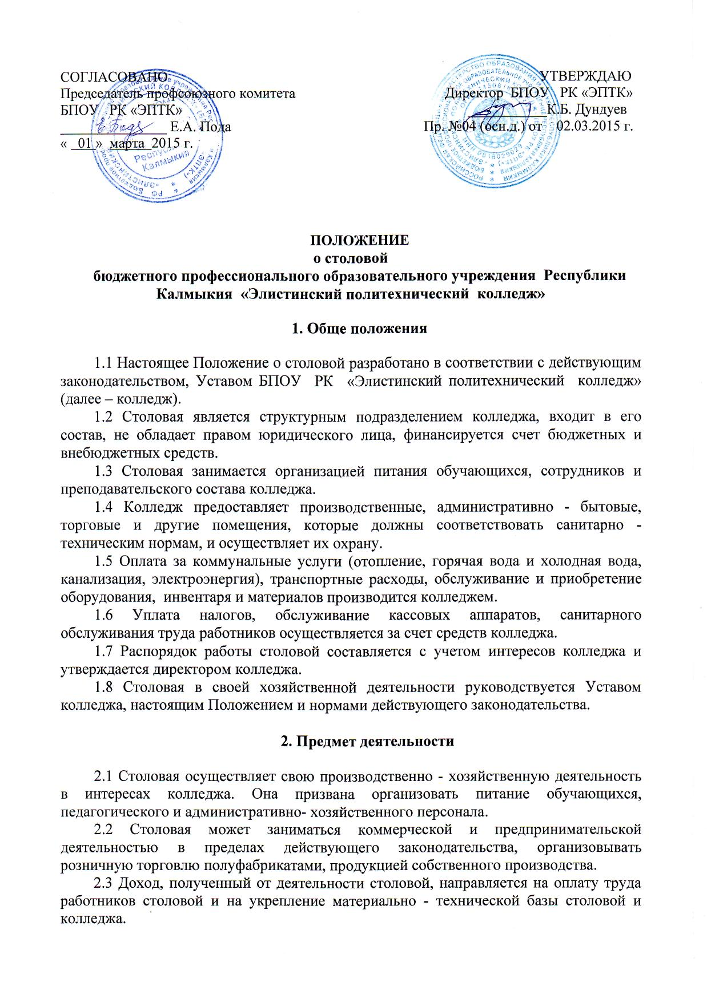 СОГЛАСОВАНО
Председатель профсоюзного комитета
БПОУ РК «ЭПТК»
_______________ Е.А. Пода
« 01 » марта 2015 г.
УТВЕРЖДАЮ
Директор БПОУ РК «ЭПТК»
___________К.Б. Дундуев
Пр. №04 (осн.д.) от 02.03.2015 г.
Республика
Калмыкия
ПОЛОЖЕНИЕ
о столовой
бюджетного профессионального образовательного учреждения Республики
Калмыкия «Элистинский политехнический колледж»
1. Обще положения
1.1 Настоящее Положение о столовой разработано в соответствии с действующим
законодательством, Уставом БПОУ РК «Элистинский политехнический колледж»
(далее – колледж).
1.2 Столовая является структурным подразделением колледжа, входит в его
состав, не обладает правом юридического лица, финансируется счет бюджетных и
внебюджетных средств.
1.3 Столовая занимается организацией питания обучающихся, сотрудников и
преподавательского состава колледжа.
1.4 Колледж предоставляет производственные, административно - бытовые,
торговые и другие помещения, которые должны соответствовать санитарно -
техническим нормам, и осуществляет их охрану.
1.5 Оплата за коммунальные услуги (отопление, горячая вода и холодная вода,
канализация, электроэнергия), транспортные расходы, обслуживание и приобретение
оборудования, инвентаря и материалов производится колледжем.
1.6 Уплата налогов, обслуживание кассовых аппаратов, санитарного
обслуживания труда работников осуществляется за счет средств колледжа.
1.7 Распорядок работы столовой составляется с учетом интересов колледжа и
утверждается директором колледжа.
1.8 Столовая в своей хозяйственной деятельности руководствуется Уставом
колледжа, настоящим Положением и нормами действующего законодательства.
2. Предмет деятельности
2.1 Столовая осуществляет свою производственно - хозяйственную деятельность
в интересах колледжа. Она призвана организовать питание обучающихся,
педагогического и административно- хозяйственного персонала.
2.2 Столовая может заниматься коммерческой и предпринимательской
деятельностью в пределах действующего законодательства, организовывать
розничную торговлю полуфабрикатами, продукцией собственного производства.
2.3 Доход, полученный от деятельности столовой, направляется на оплату труда
работников столовой и на укрепление материально - технической базы столовой и
колледжа.